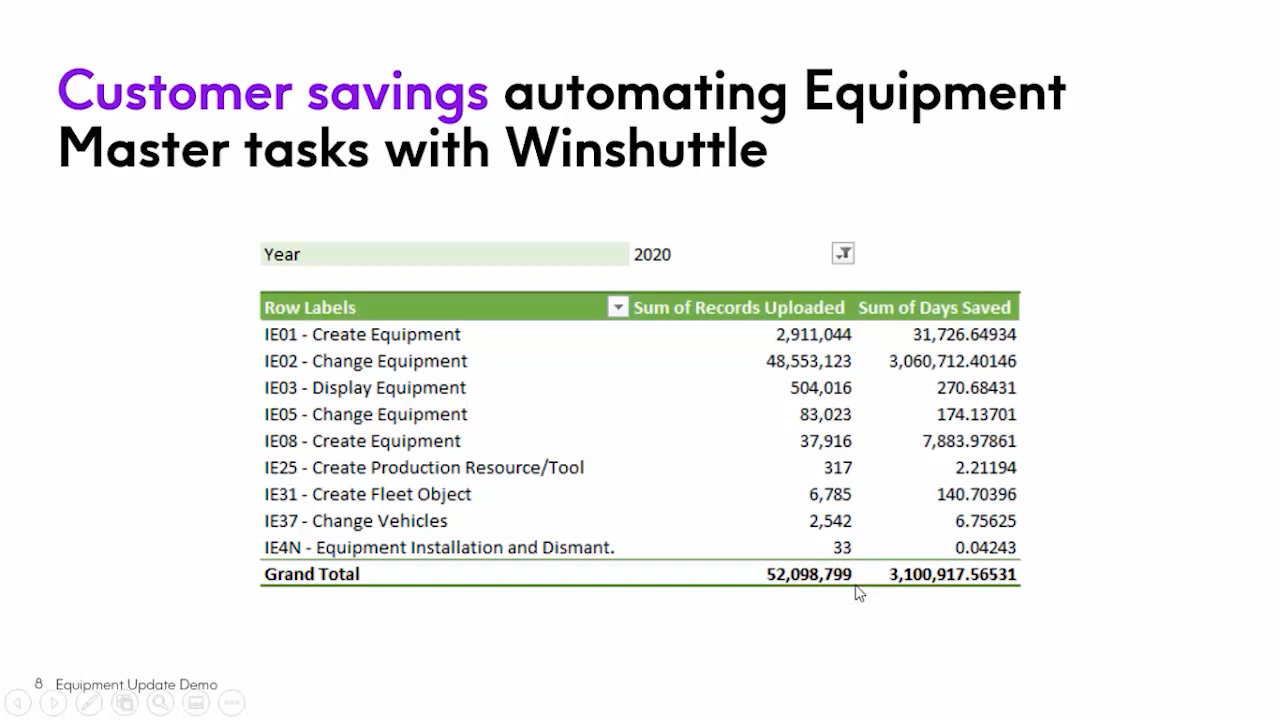 Customer savings automating Equipment
Master tasks with Winshuttle
Year 2020
Row Labels Sum of Records Uploaded Sum of Days Saved
IE01 - Create Equipment 2,911,044 31,726.64934
IE02 - Change Equipment 48,553,123 3,060,712.40146
IE03 - Display Equipment 504,016 270.68431
IE05 - Change Equipment 83,023 174.13701
IE08 - Create Equipment 37,916 7,883.97861
IE25 - Create Production Resource/Tool 317 2.21194
IE31 - Create Fleet Object 6,785 140.70396
IE37 - Change Vehicles 2,542 6.75625
IE4N - Equipment Installation and Dismant. 33 0.04243
Grand Total 52,098,799 3,100,917.56531
8 Equipment Update Demo